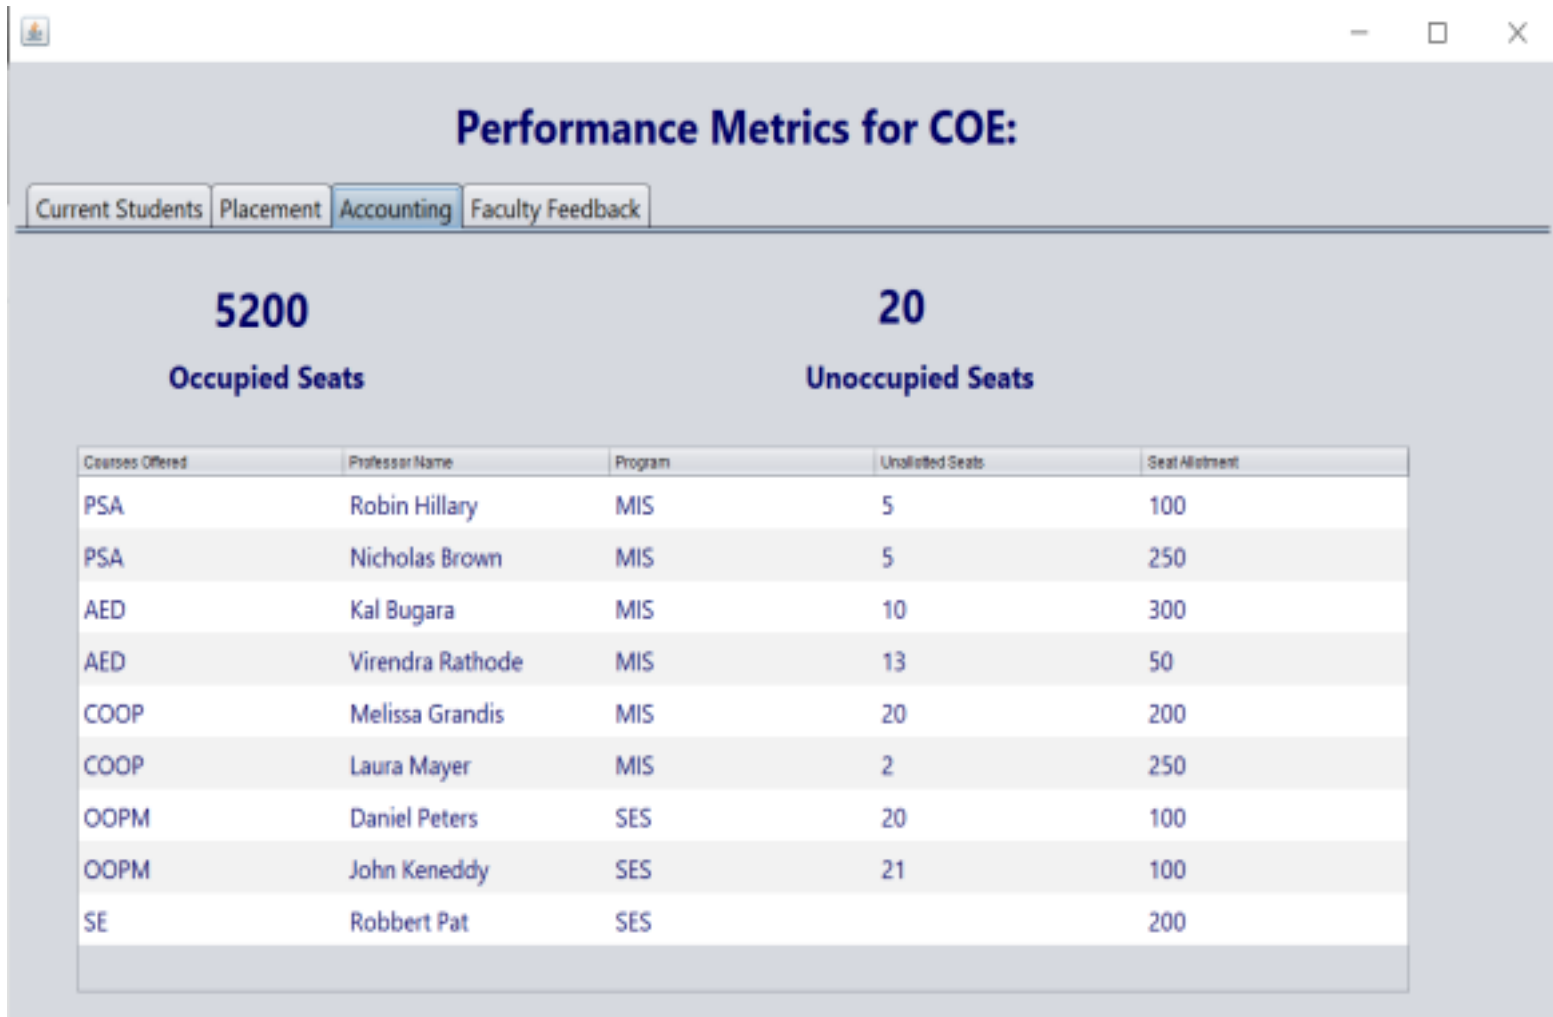 Performance Metrics for COE:
Current Students Placement Accounting Faculty Feedback
5200 20
Occupied Seats Unoccupied Seats
Courses Offered Professor Name Program Unallotted Seats Seat Allotment
PSA Robin Hillary MIS 5 100
PSA Nicholas Brown MIS 5 250
AED Kal Bugara MIS 10 300
AED Virendra Rathode MIS 13 50
COOP Melissa Grandis MIS 20 200
COOP Laura Mayer MIS 2 250
OOPM Daniel Peters SES 20 100
OOPM John Keneddy SES 21 100
SE Robbert Pat SES 200